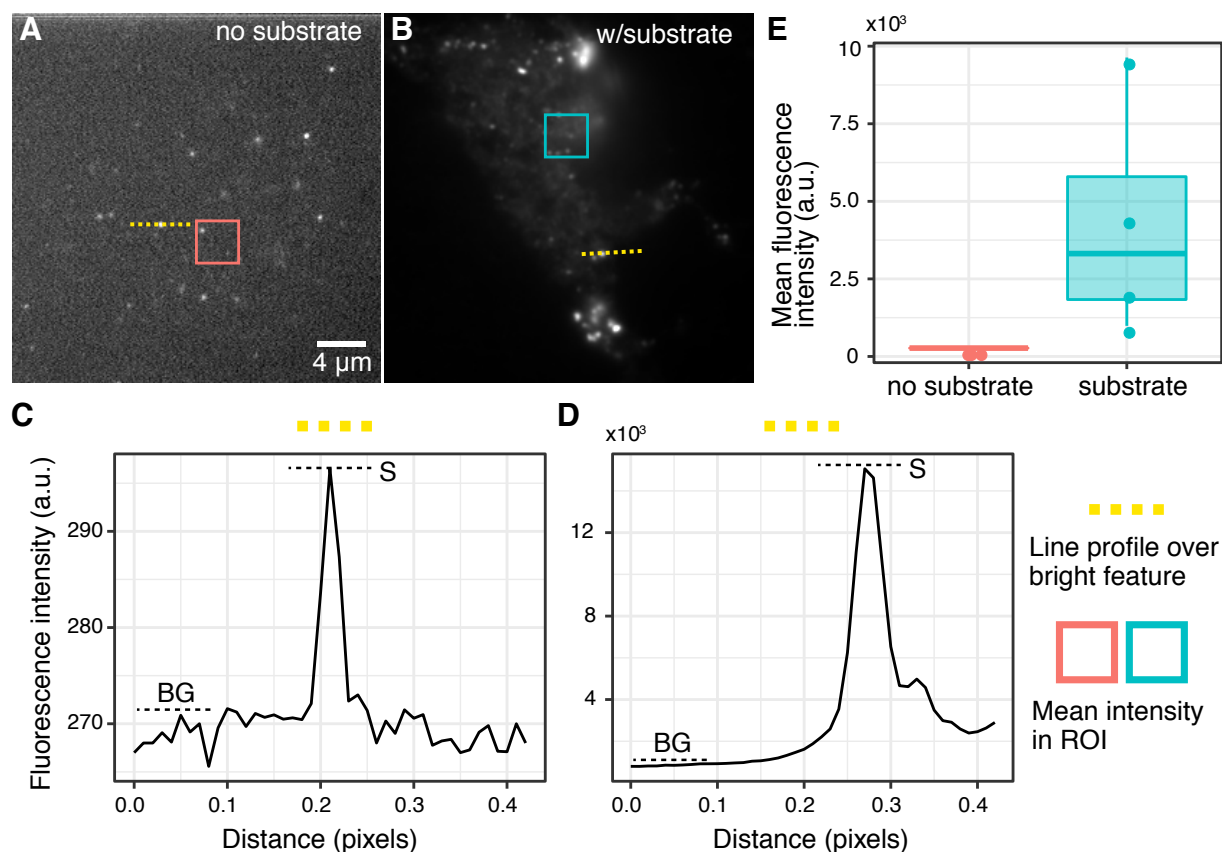 A
no substrate
4 µm
B
w/substrate
E
x10³
Mean fluorescence
intensity (a.u.)
10
7.5
5.0
2.5
0
no substrate
substrate
C
Fluorescence intensity (a.u.)
290
280
270
S
BG
0.0
0.1
0.2
0.3
0.4
Distance (pixels)
D
x10³
12
8
4
S
BG
0.0
0.1
0.2
0.3
0.4
Distance (pixels)
Line profile over
bright feature
Mean intensity
in ROI